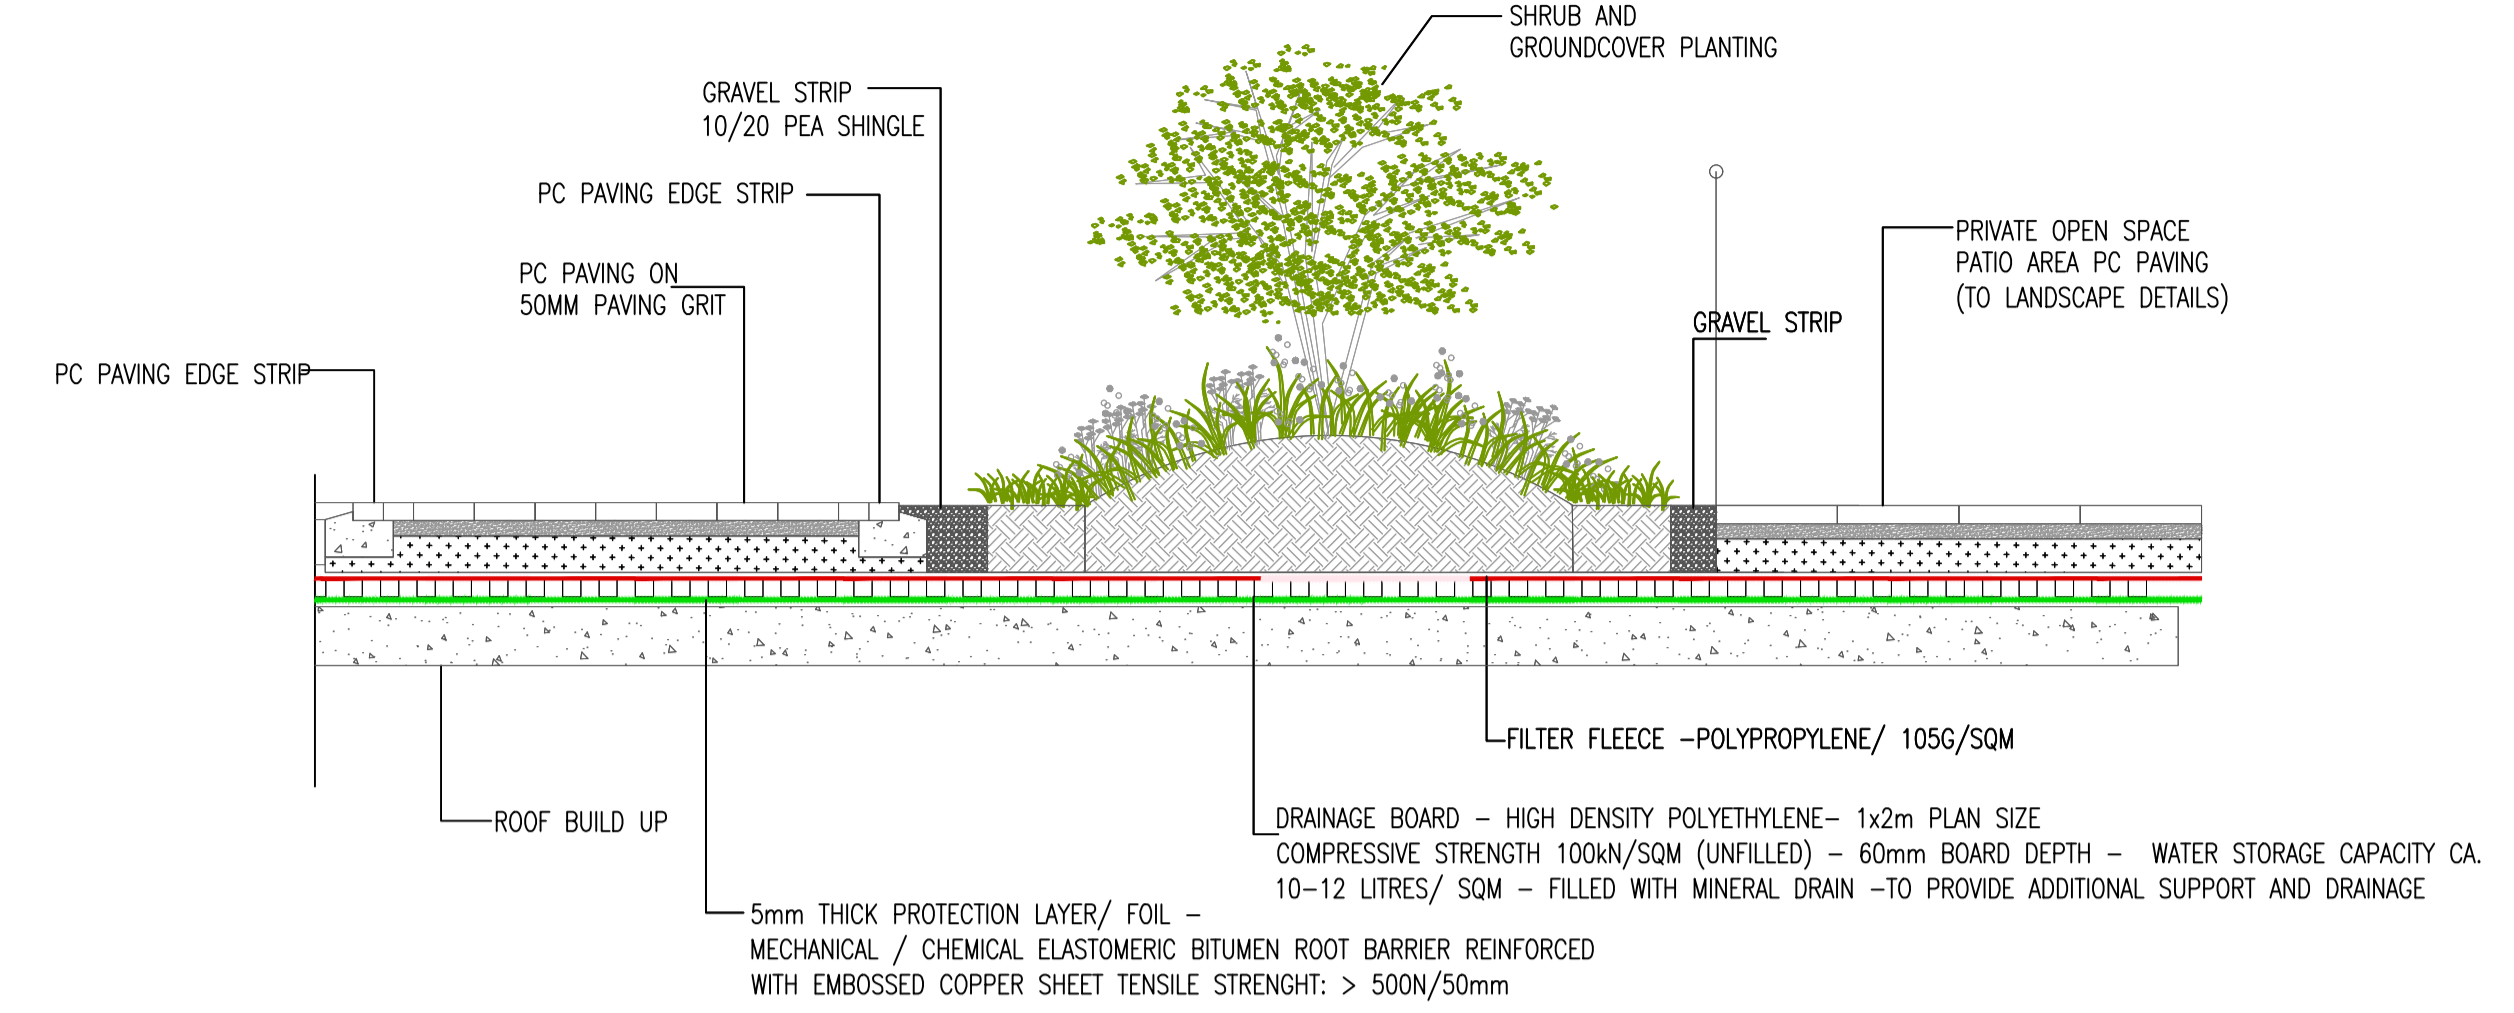 SHRUB AND
GROUNDCOVER PLANTING
GRAVEL STRIP
10/20 PEA SHINGLE
PC PAVING EDGE STRIP
PRIVATE OPEN SPACE
PATIO AREA PC PAVING
(TO LANDSCAPE DETAILS)
PC PAVING ON
50MM PAVING GRIT
GRAVEL STRIP
PC PAVING EDGE STRIP
FILTER FLEECE -POLYPROPYLENE/ 105G/SQM
ROOF BUILD UP
DRAINAGE BOARD - HIGH DENSITY POLYETHYLENE- 1x2m PLAN SIZE
COMPRESSIVE STRENGTH 100kN/SQM (UNFILLED) - 60mm BOARD DEPTH - WATER STORAGE CAPACITY CA.
10-12 LITRES/ SQM - FILLED WITH MINERAL DRAIN -TO PROVIDE ADDITIONAL SUPPORT AND DRAINAGE
5mm THICK PROTECTION LAYER/ FOIL -
MECHANICAL / CHEMICAL ELASTOMERIC BITUMEN ROOT BARRIER REINFORCED
WITH EMBOSSED COPPER SHEET TENSILE STRENGHT: > 500N/50mm